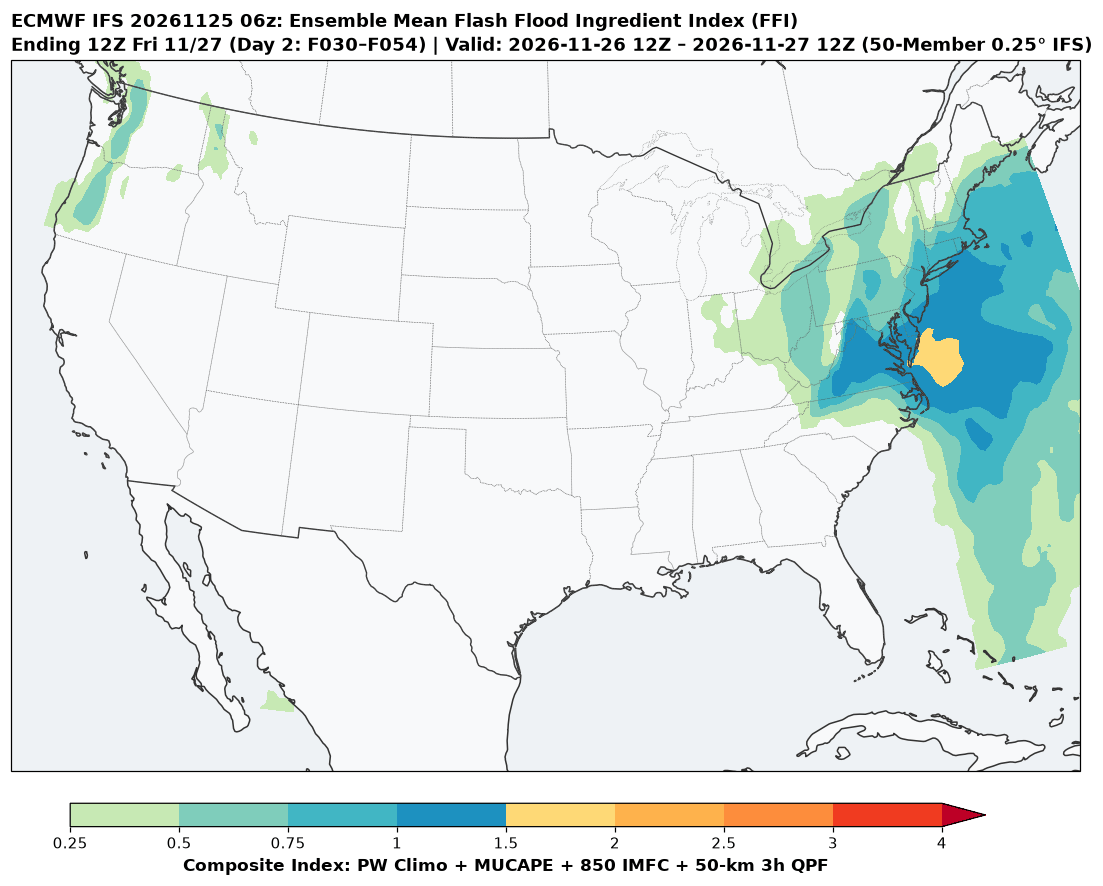 ECMWF IFS 20261125 06z: Ensemble Mean Flash Flood Ingredient Index (FFI)
Ending 12Z Fri 11/27 (Day 2: F030–F054) | Valid: 2026-11-26 12Z – 2026-11-27 12Z (50-Member 0.25° IFS)
0.25 0.5 0.75 1 1.5 2 2.5 3 4
Composite Index: PW Climo + MUCAPE + 850 IMFC + 50-km 3h QPF